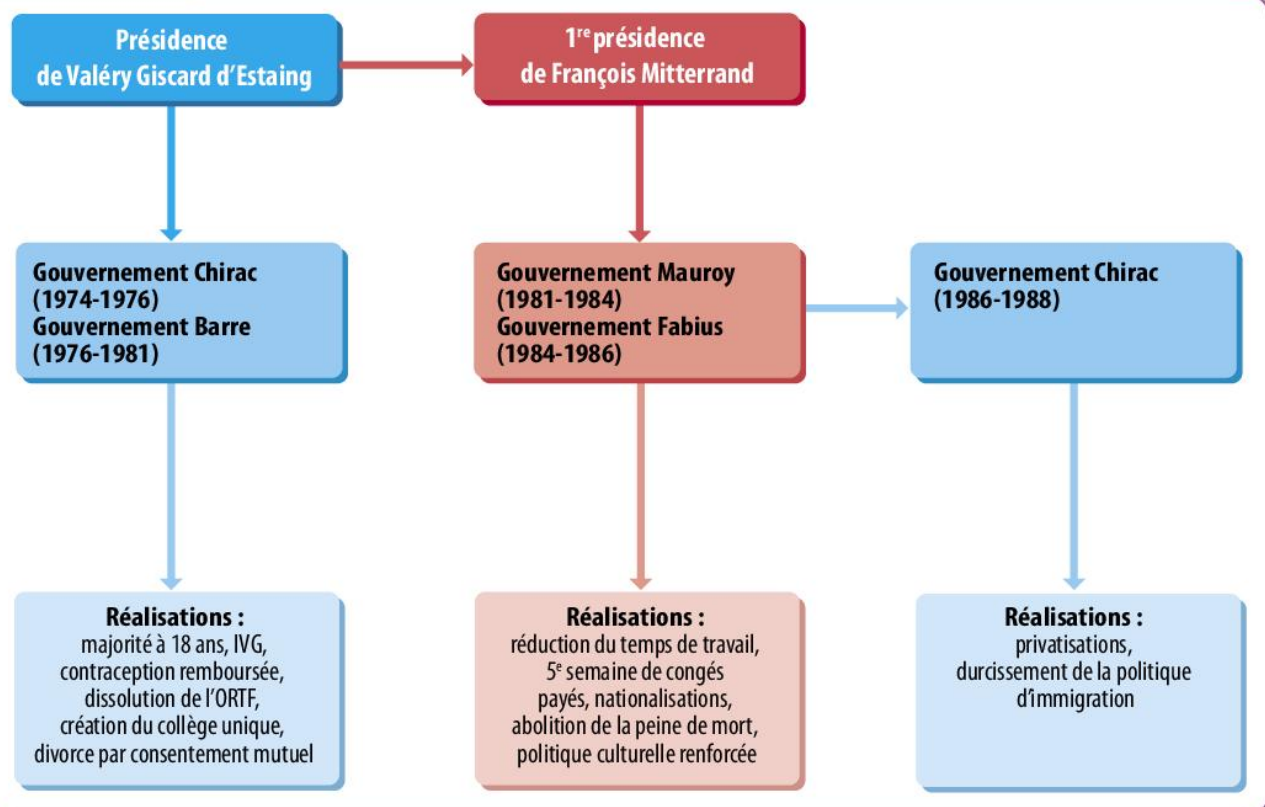 Présidence
de Valéry Giscard d'Estaing
1re présidence
de François Mitterrand
Gouvernement Chirac
(1974-1976)
Gouvernement Barre
(1976-1981)
Gouvernement Mauroy
(1981-1984)
Gouvernement Fabius
(1984-1986)
Gouvernement Chirac
(1986-1988)
Réalisations :
majorité à 18 ans, IVG,
contraception remboursée,
dissolution de l'ORTF,
création du collège unique,
divorce par consentement mutuel
Réalisations :
réduction du temps de travail,
5e semaine de congés
payés, nationalisations,
abolition de la peine de mort,
politique culturelle renforcée
Réalisations :
privatisations,
durcissement de la politique
d'immigration